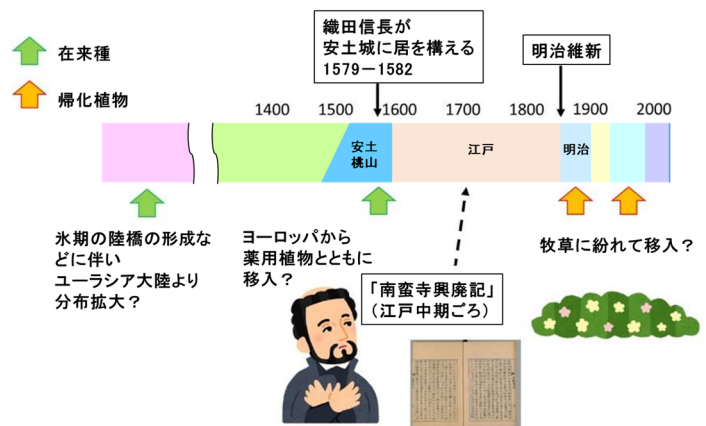 在来種
帰化植物
織田信長が
安土城に居を構える
1579－1582
明治維新
1400 1500 1600 1700 1800 1900 2000
安土
桃山
江戸
明治
氷期の陸橋の形成な
どに伴い
ユーラシア大陸より
分布拡大？
ヨーロッパから
薬用植物とともに
移入？
「南蛮寺興廃記」
（江戸中期ごろ）
牧草に紛れて移入？